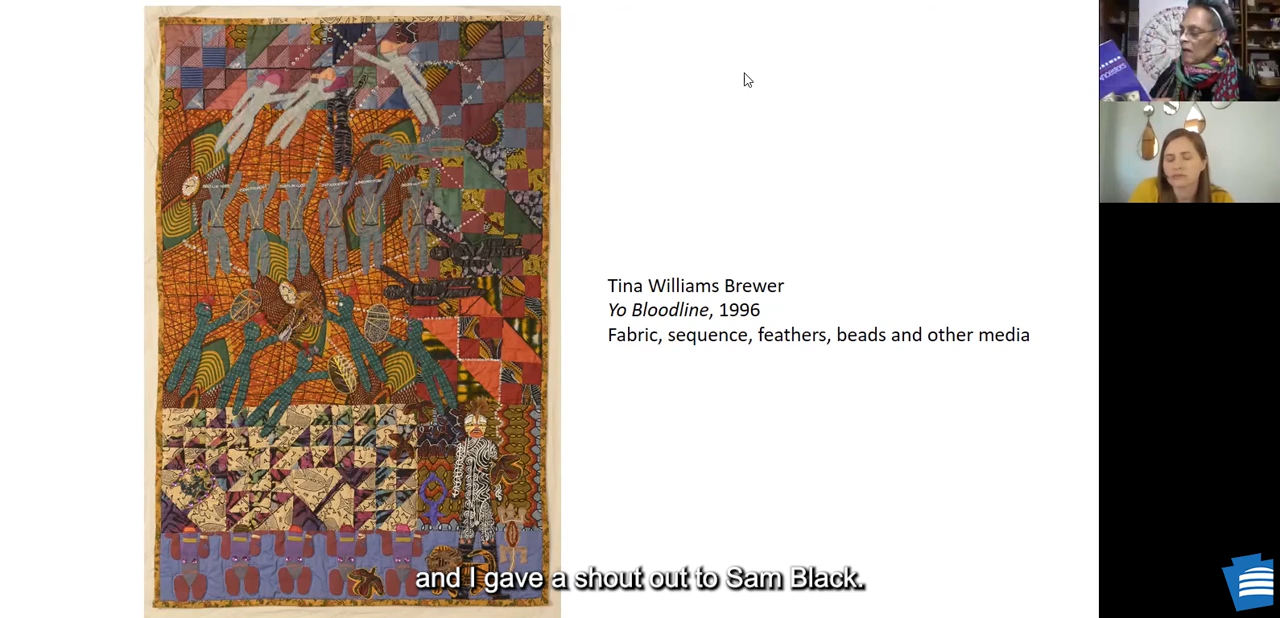 Tina Williams Brewer
Yo Bloodline, 1996
Fabric, sequence, feathers, beads and other media
and I gave a shout out to Sam Black.